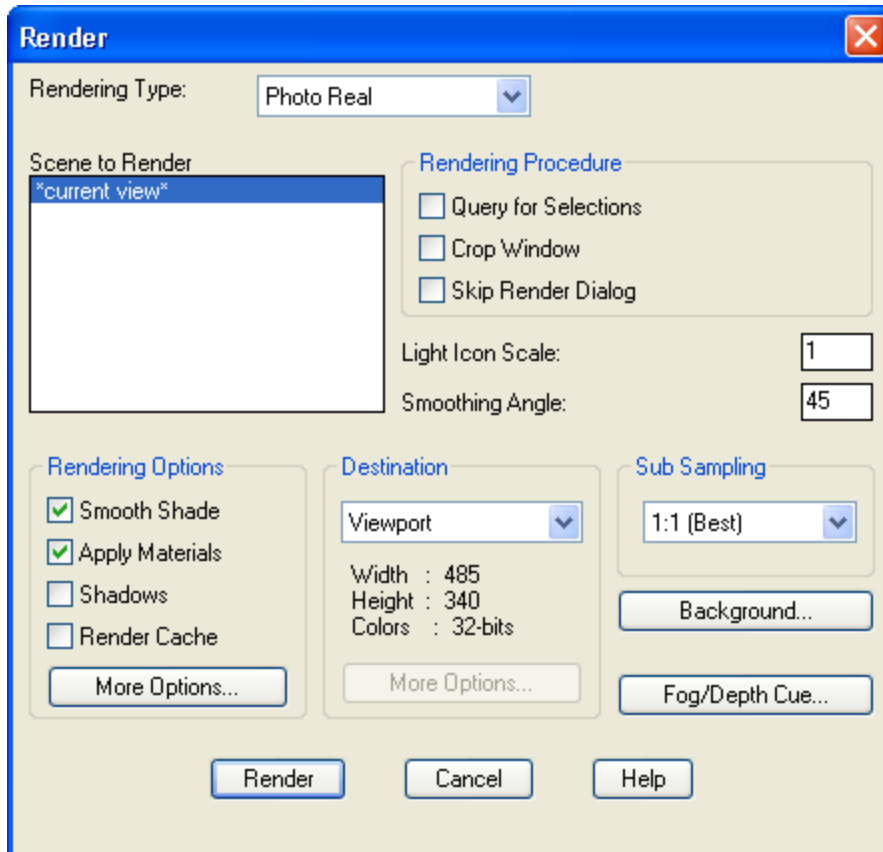 Render
Rendering Type:
Photo Real
Scene to Render
*current view*
Rendering Procedure
Query for Selections
Crop Window
Skip Render Dialog
Light Icon Scale:
1
Smoothing Angle:
45
Rendering Options
Smooth Shade
Apply Materials
Shadows
Render Cache
More Options...
Destination
Viewport
Width : 485
Height : 340
Colors : 32-bits
More Options...
Sub Sampling
1:1 (Best)
Background...
Fog/Depth Cue...
Render
Cancel
Help